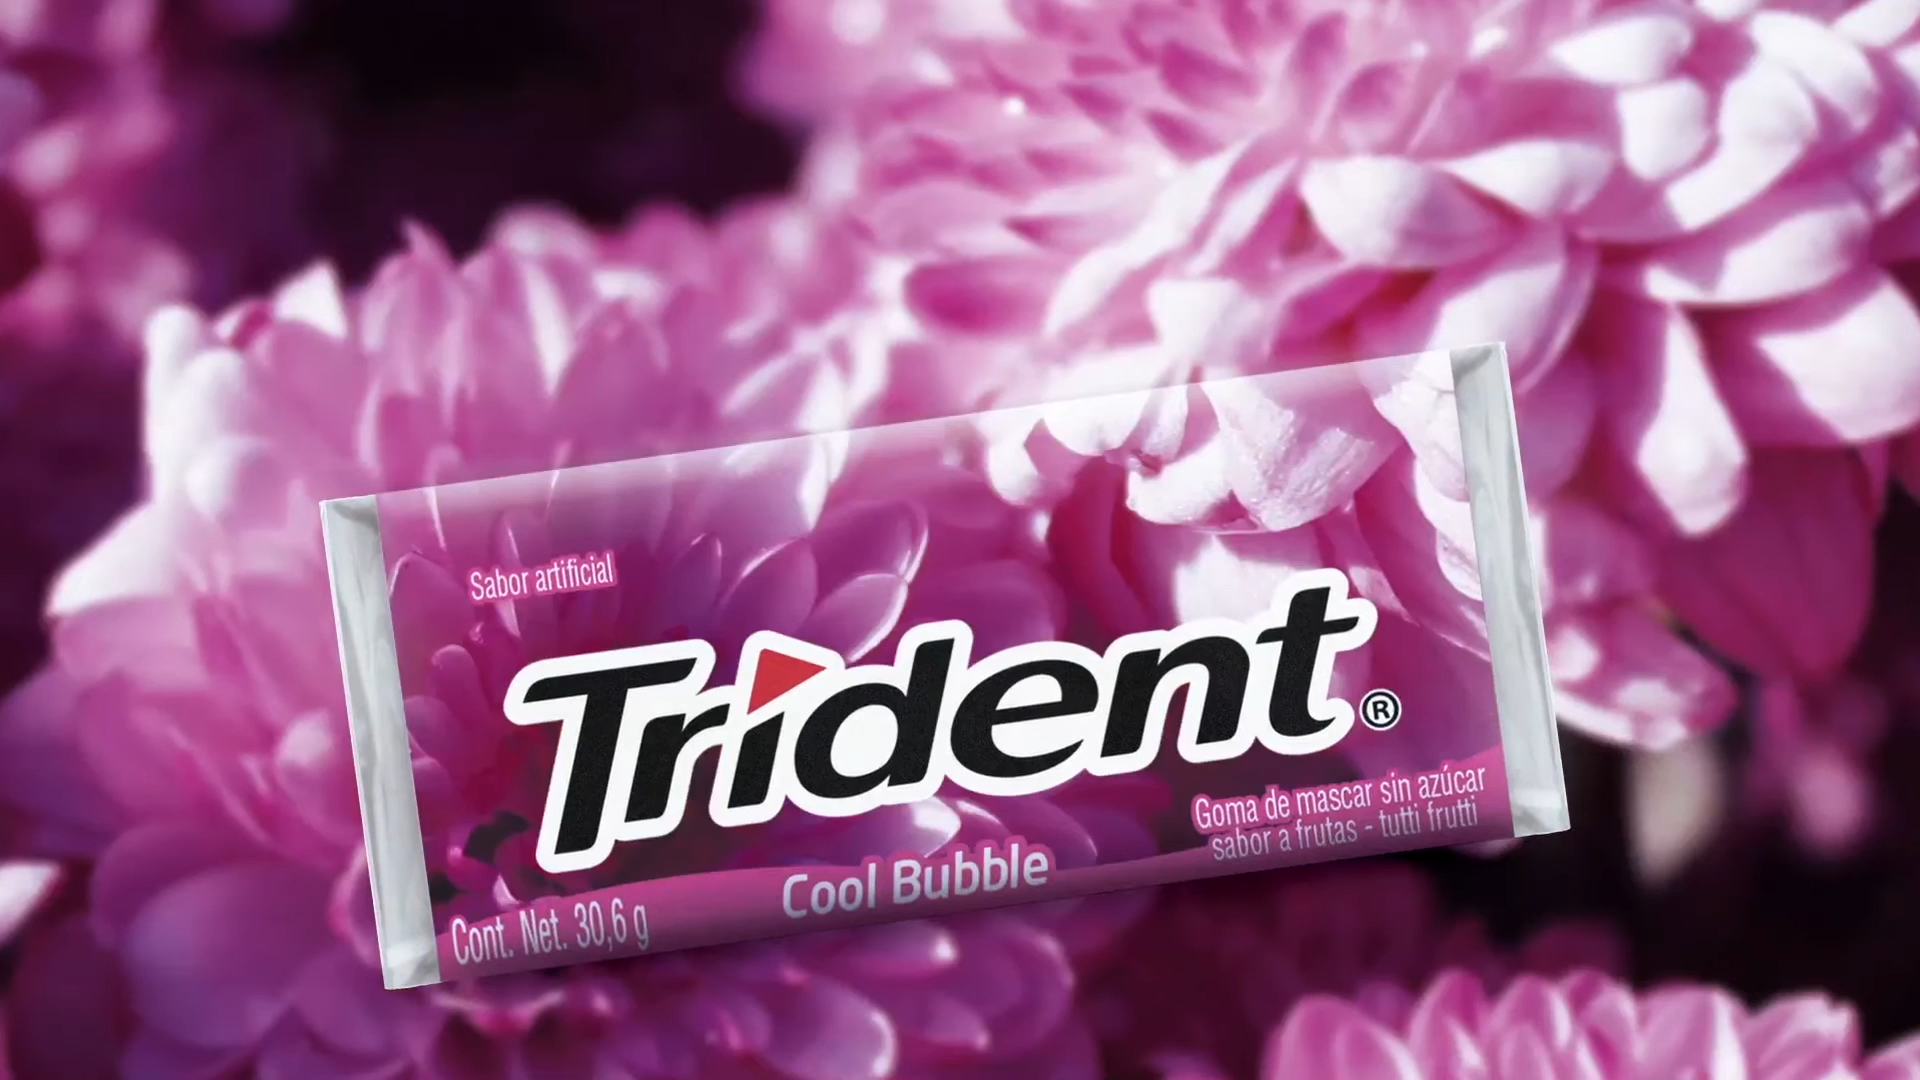 Sabor artificial
Trident®
Goma de mascar sin azúcar
sabor a frutas - tutti frutti
Cool Bubble
Cont. Net. 30,6 g